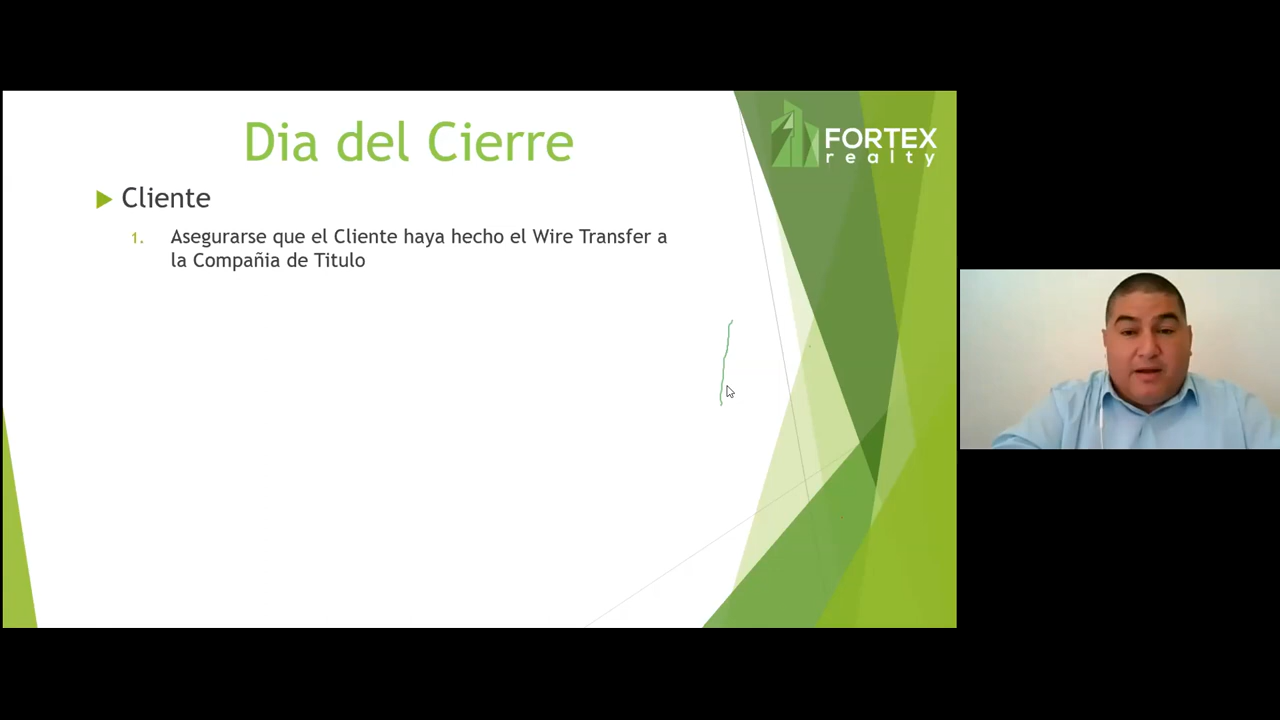 Dia del Cierre
FORTEX
realty
Cliente
1. Asegurarse que el Cliente haya hecho el Wire Transfer a
la Compañia de Titulo